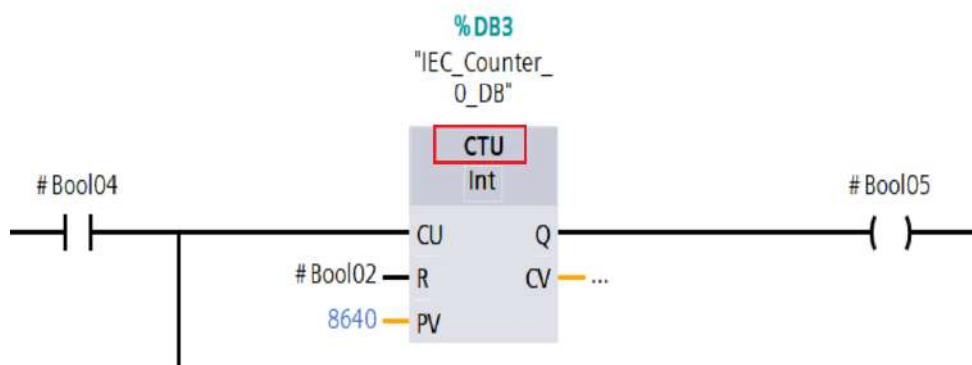 %DB3
"IEC_Counter_
0_DB"
CTU
Int
#Bool04
#Bool05
CU
Q
#Bool02
R
CV
...
8640
PV